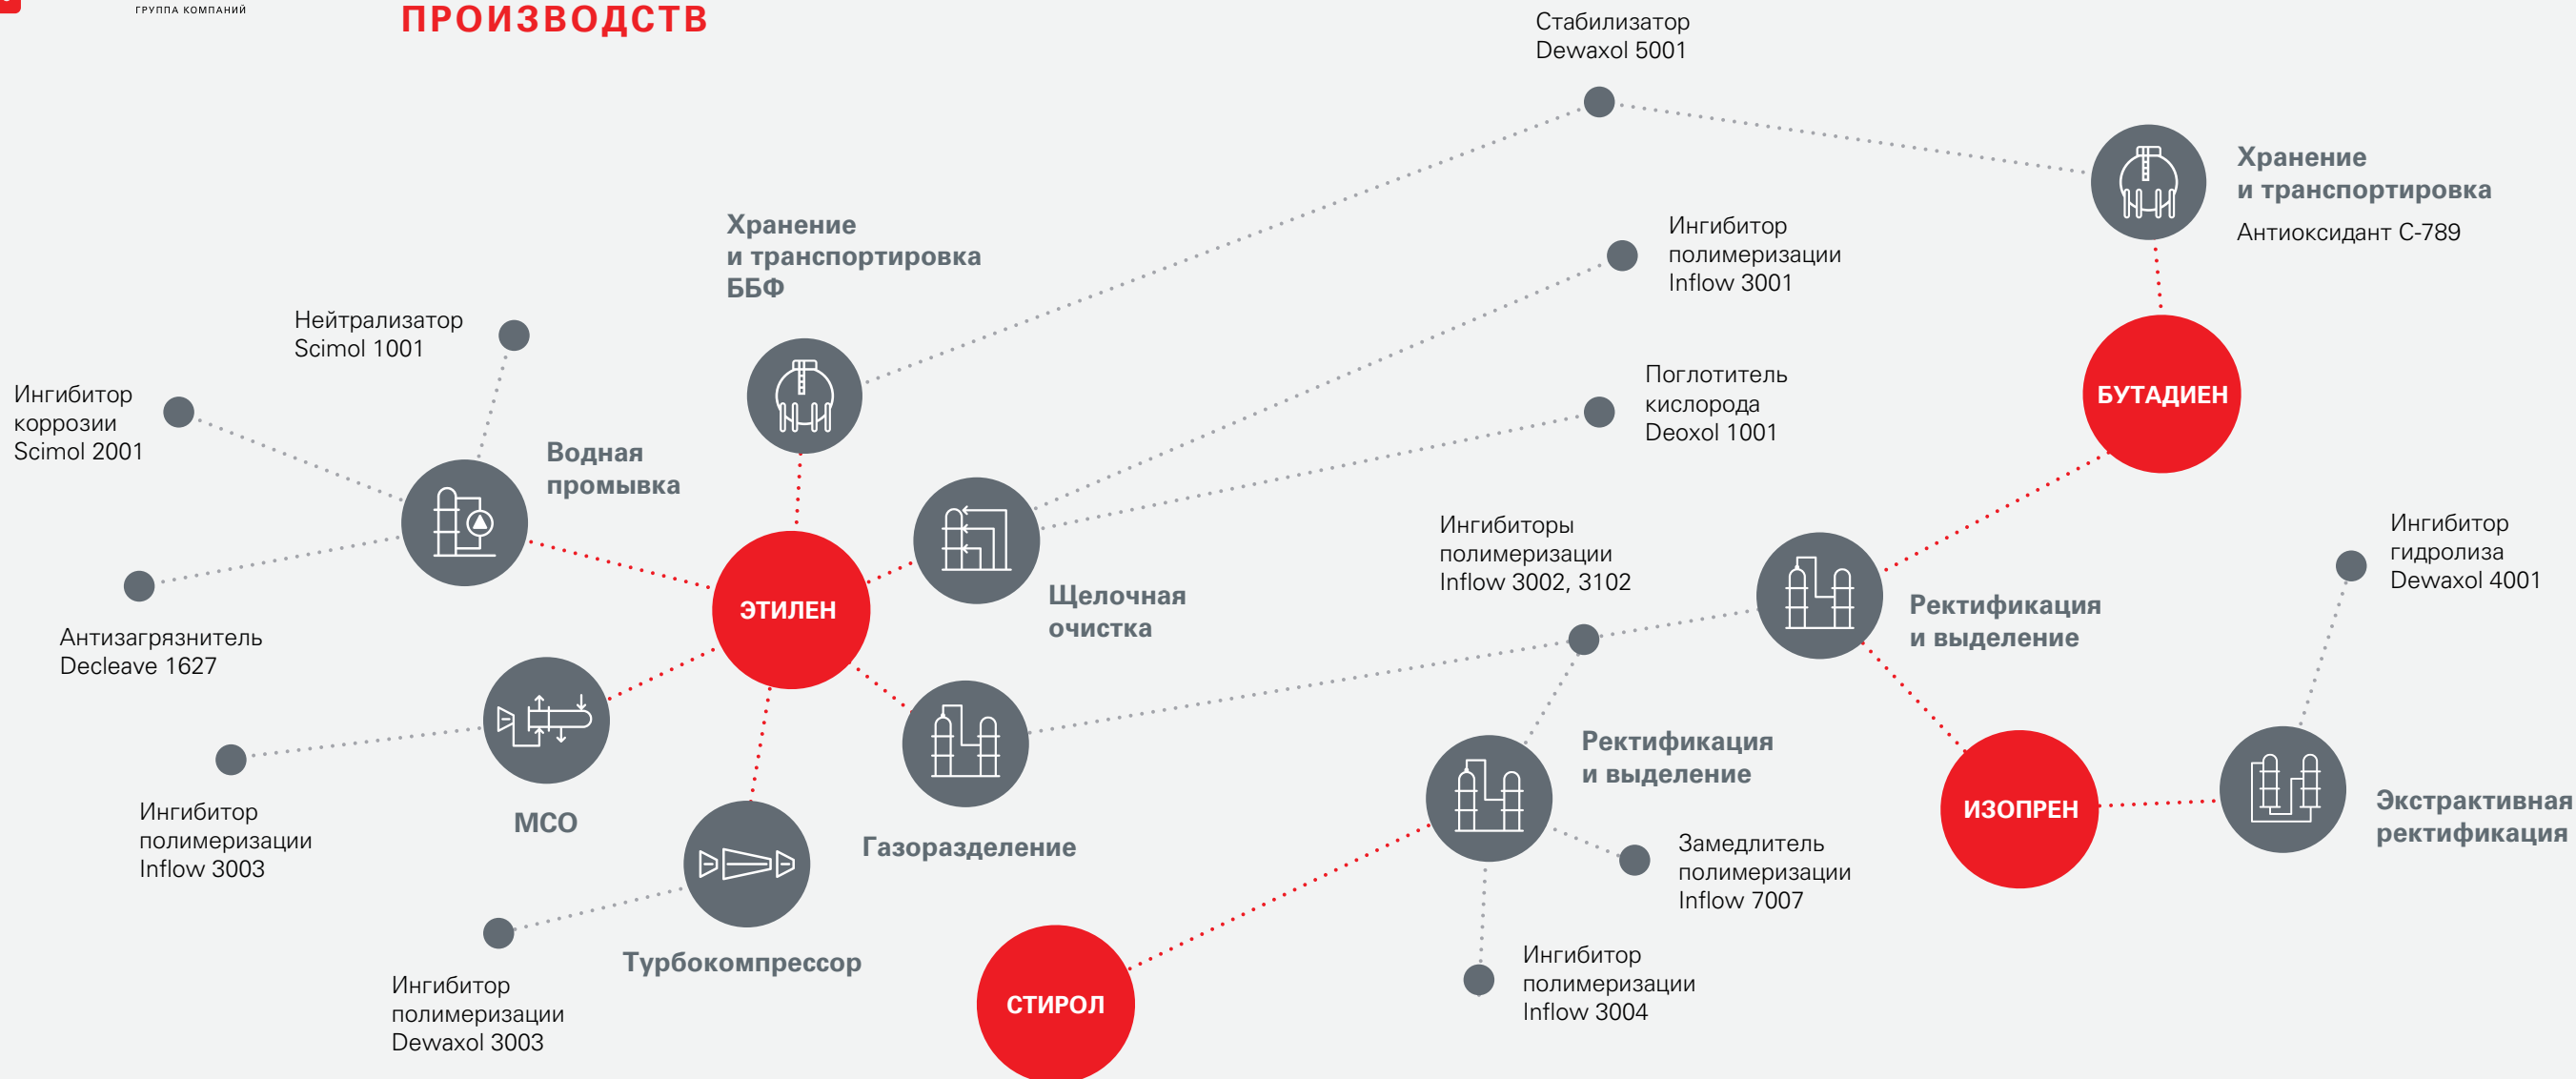 ГРУППА КОМПАНИЙ
ПРОИЗВОДСТВ
Стабилизатор
Dewaxol 5001
Хранение
и транспортировка
Антиоксидант С-789
Хранение
и транспортировка
ББФ
Ингибитор
полимеризации
Inflow 3001
Нейтрализатор
Scimol 1001
Ингибитор
коррозии
Scimol 2001
Поглотитель
кислорода
Deoxol 1001
БУТАДИЕН
Водная
промывка
Ингибиторы
полимеризации
Inflow 3002, 3102
Ингибитор
гидролиза
Dewaxol 4001
ЭТИЛЕН
Щелочная
очистка
Ректификация
и выделение
Антизагрязнитель
Decleave 1627
Ректификация
и выделение
ИЗОПРЕН
Экстрактивная
ректификация
Ингибитор
полимеризации
Inflow 3003
МСО
Газоразделение
Замедлитель
полимеризации
Inflow 7007
Турбокомпрессор
Ингибитор
полимеризации
Inflow 3004
СТИРОЛ
Ингибитор
полимеризации
Dewaxol 3003